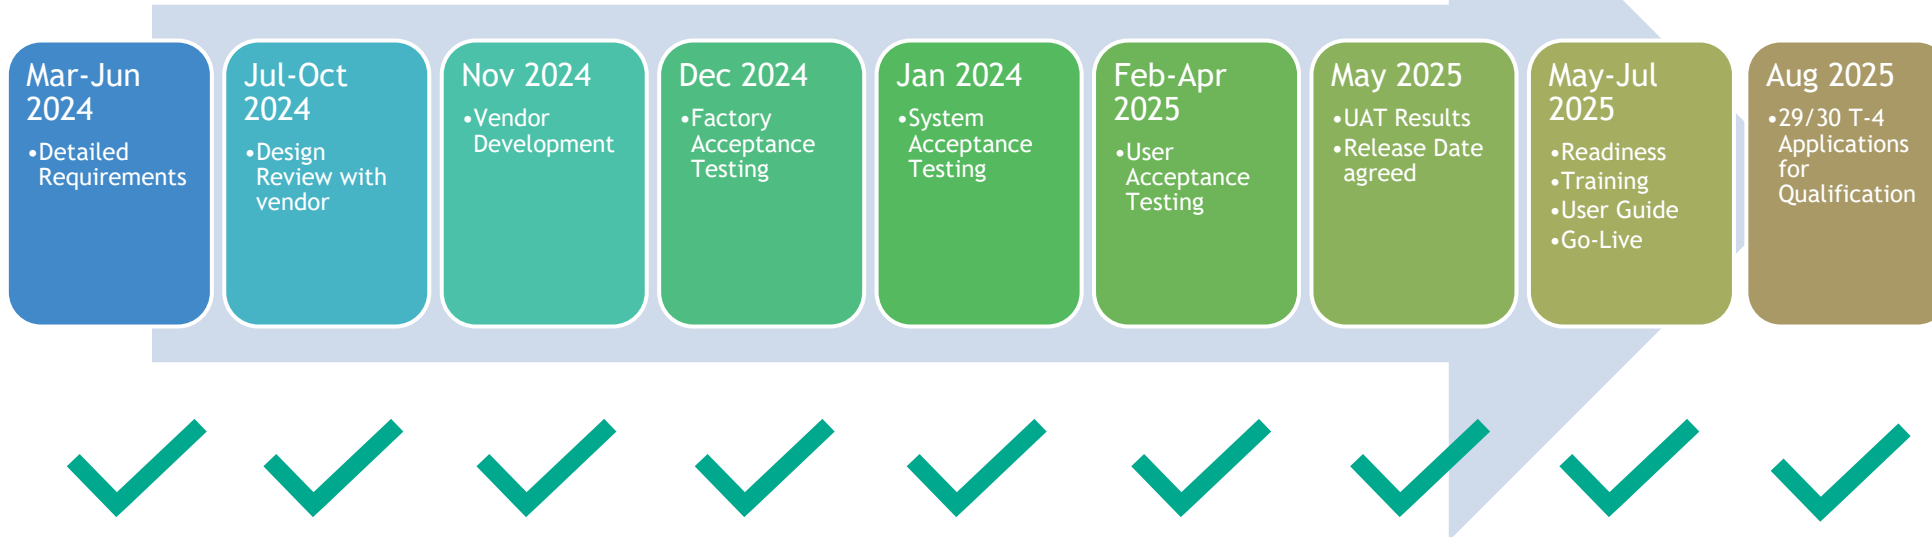 Mar-Jun
2024
•Detailed
Requirements
Jul-Oct
2024
•Design
Review with
vendor
Nov 2024
•Vendor
Development
Dec 2024
•Factory
Acceptance
Testing
Jan 2024
•System
Acceptance
Testing
Feb-Apr
2025
•User
Acceptance
Testing
May 2025
•UAT Results
•Release Date
agreed
May-Jul
2025
•Readiness
•Training
•User Guide
•Go-Live
Aug 2025
•29/30 T-4
Applications
for
Qualification